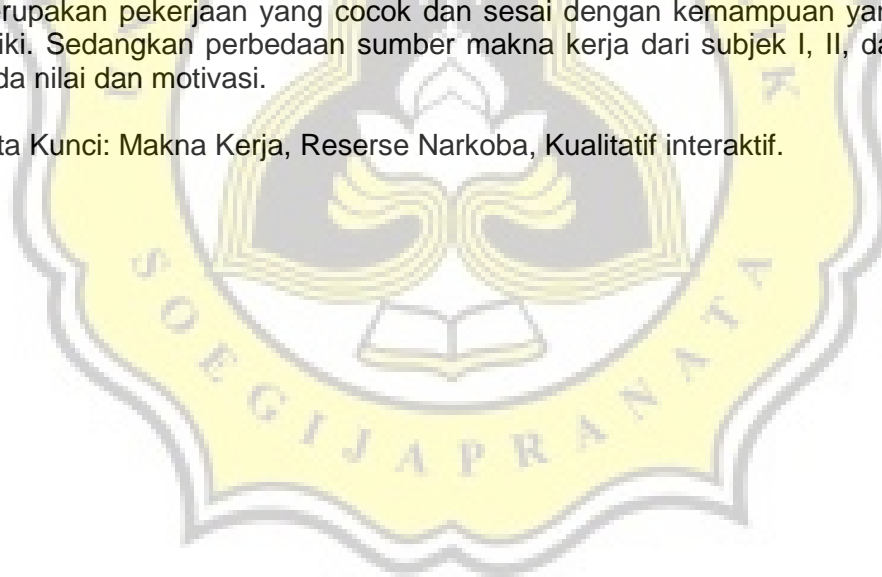 erupakan pekerjaan yang cocok dan sesai dengan kemampuan yan
iki. Sedangkan perbedaan sumber makna kerja dari subjek I, II, da
da nilai dan motivasi.
ta Kunci: Makna Kerja, Reserse Narkoba, Kualitatif interaktif.
SOEGIJAPRANATA